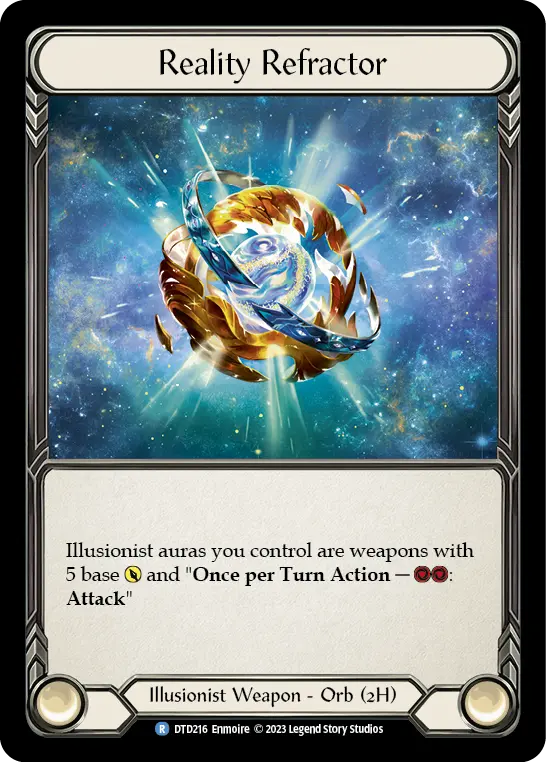 Reality Refractor
Illusionist auras you control are weapons with
5 base and "Once per Turn Action — :
Attack"
Illusionist Weapon - Orb (2H)
R DTD216 Enmoire © 2023 Legend Story Studios